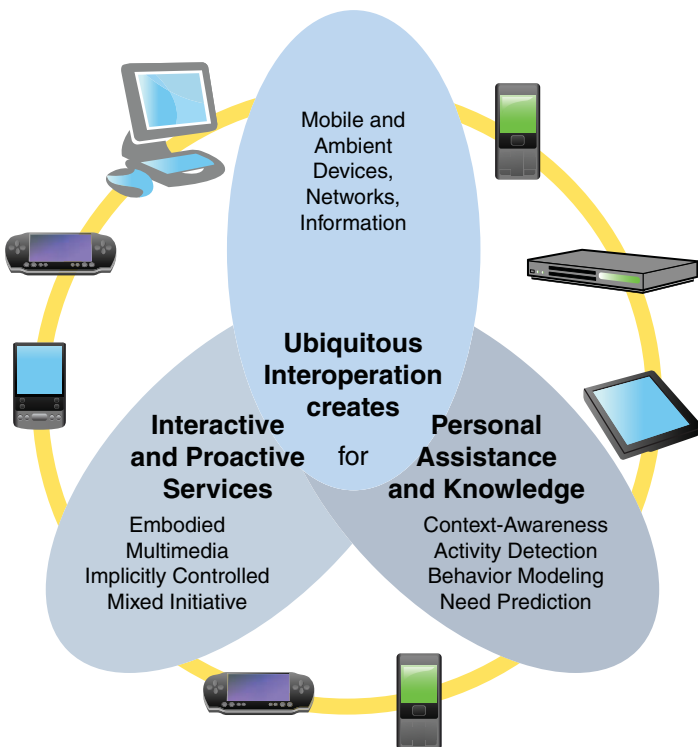 Mobile and
Ambient
Devices,
Networks,
Information
Ubiquitous
Interoperation
creates
Interactive
and Proactive
Services
for
Personal
Assistance
and Knowledge
Embodied
Multimedia
Implicitly Controlled
Mixed Initiative
Context-Awareness
Activity Detection
Behavior Modeling
Need Prediction